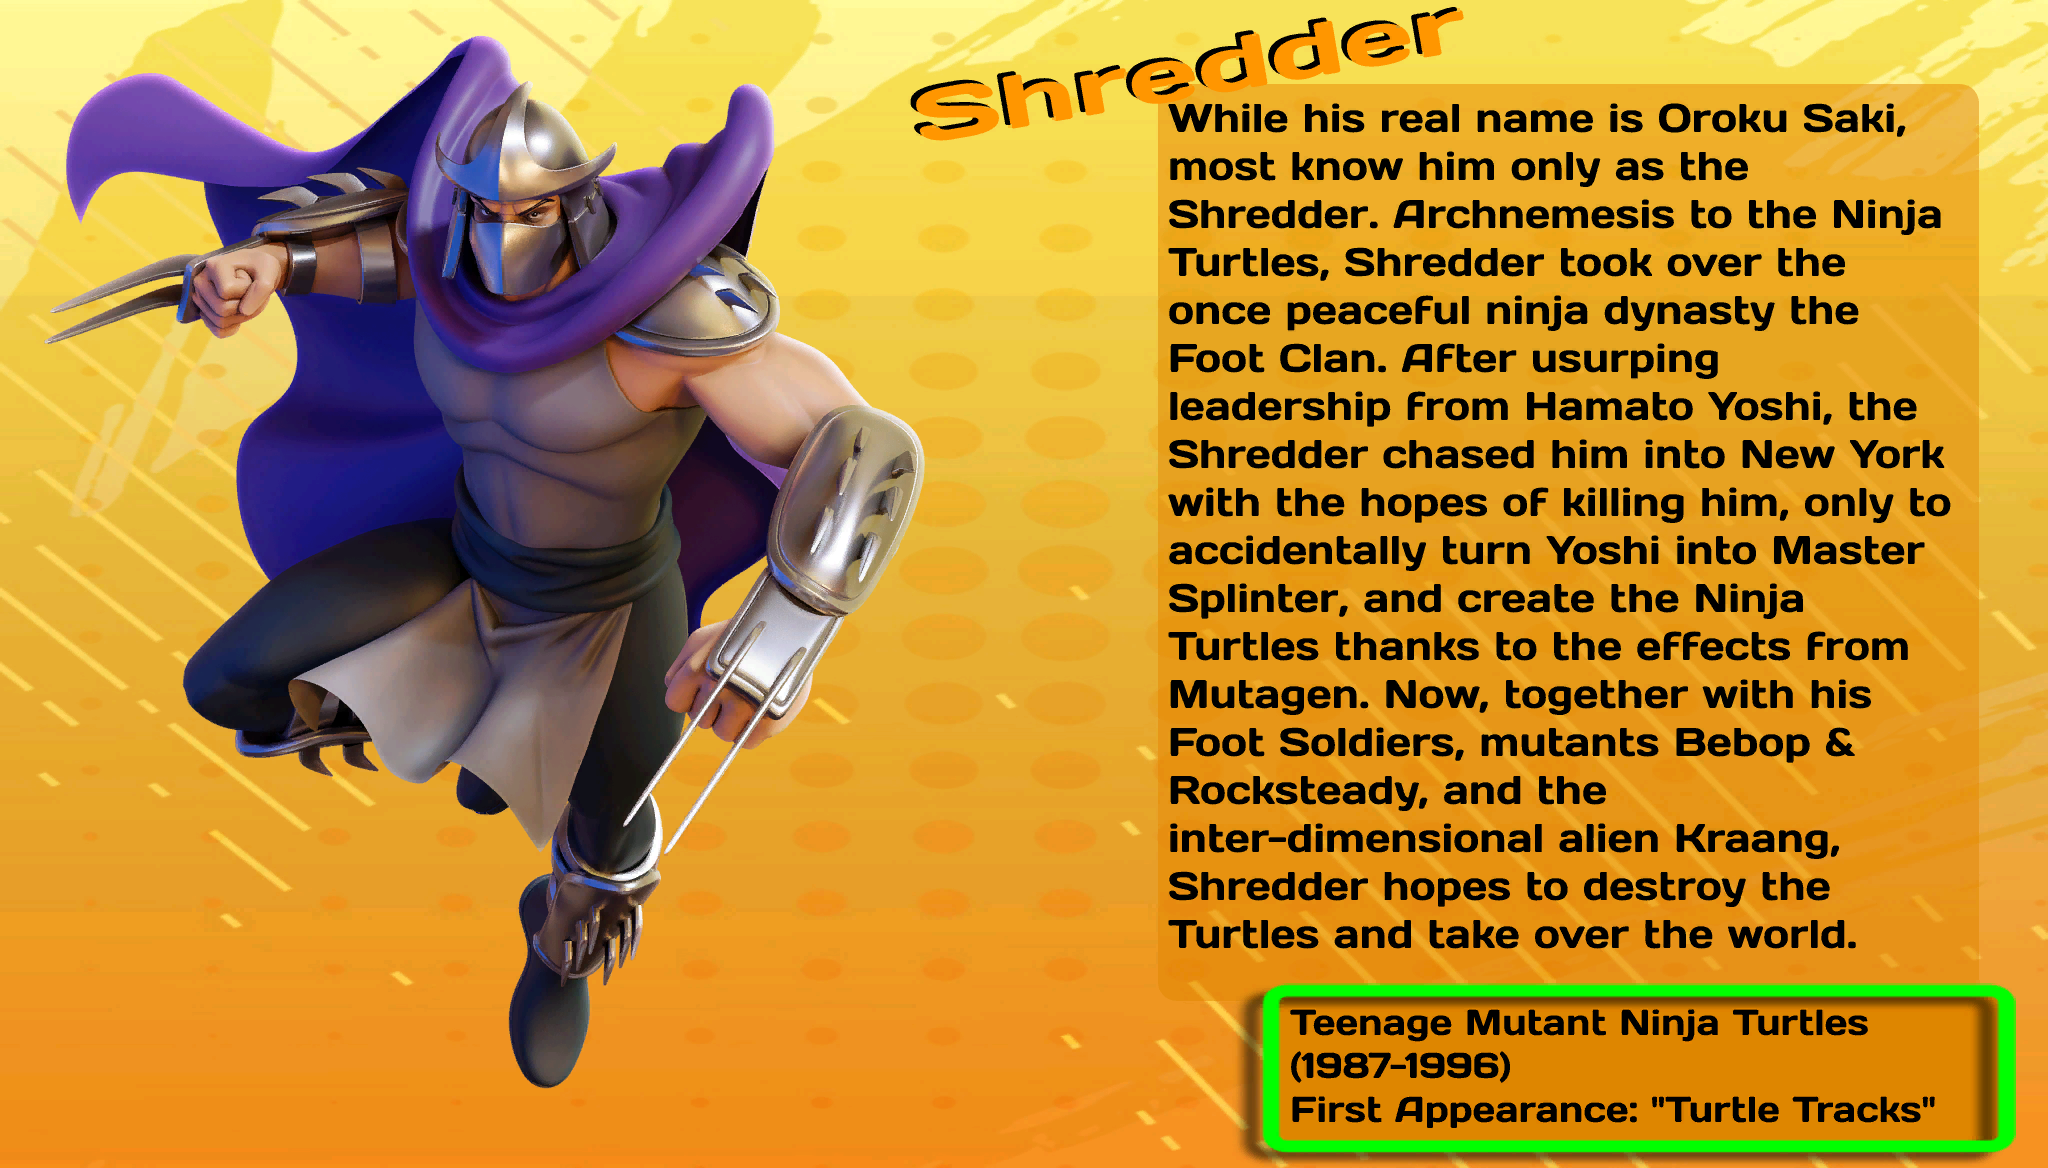 Shredder
While his real name is Oroku Saki,
most know him only as the
Shredder. Archnemesis to the Ninja
Turtles, Shredder took over the
once peaceful ninja dynasty the
Foot Clan. After usurping
leadership from Hamato Yoshi, the
Shredder chased him into New York
with the hopes of killing him, only to
accidentally turn Yoshi into Master
Splinter, and create the Ninja
Turtles thanks to the effects from
Mutagen. Now, together with his
Foot Soldiers, mutants Bebop &
Rocksteady, and the
inter-dimensional alien Kraang,
Shredder hopes to destroy the
Turtles and take over the world.
Teenage Mutant Ninja Turtles
(1987-1996)
First Appearance: "Turtle Tracks"